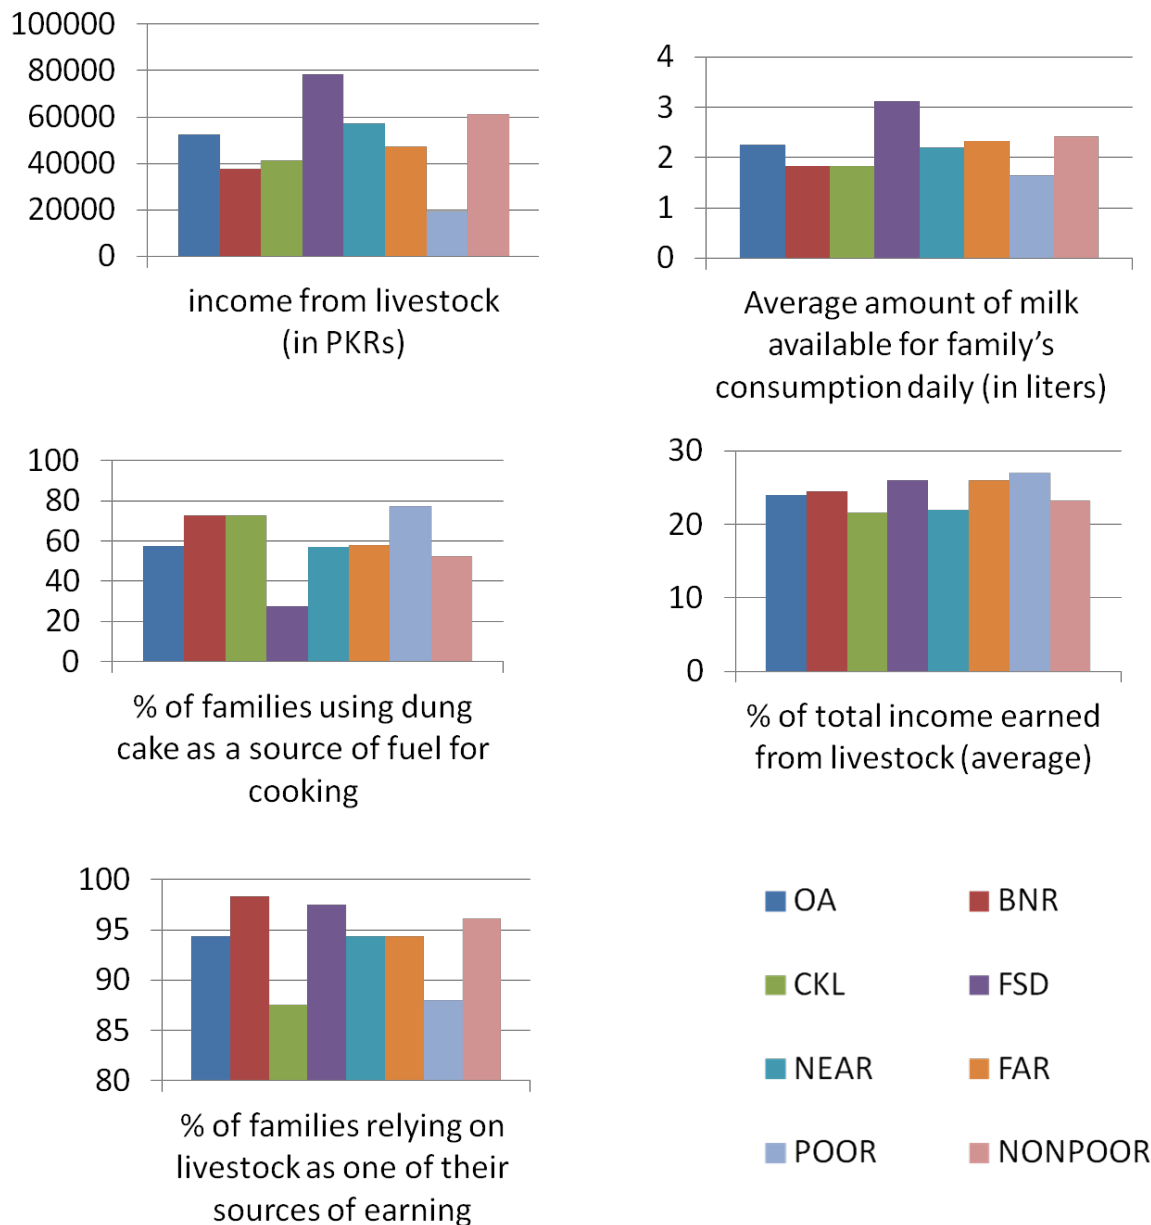 100000
80000
60000
40000
20000
0
income from livestock
(in PKRs)
4
3
2
1
0
Average amount of milk
available for family’s
consumption daily (in liters)
100
80
60
40
20
0
% of families using dung
cake as a source of fuel for
cooking
30
20
10
0
% of total income earned
from livestock (average)
100
95
90
85
80
% of families relying on
livestock as one of their
sources of earning
OA BNR
CKL FSD
NEAR FAR
POOR NONPOOR